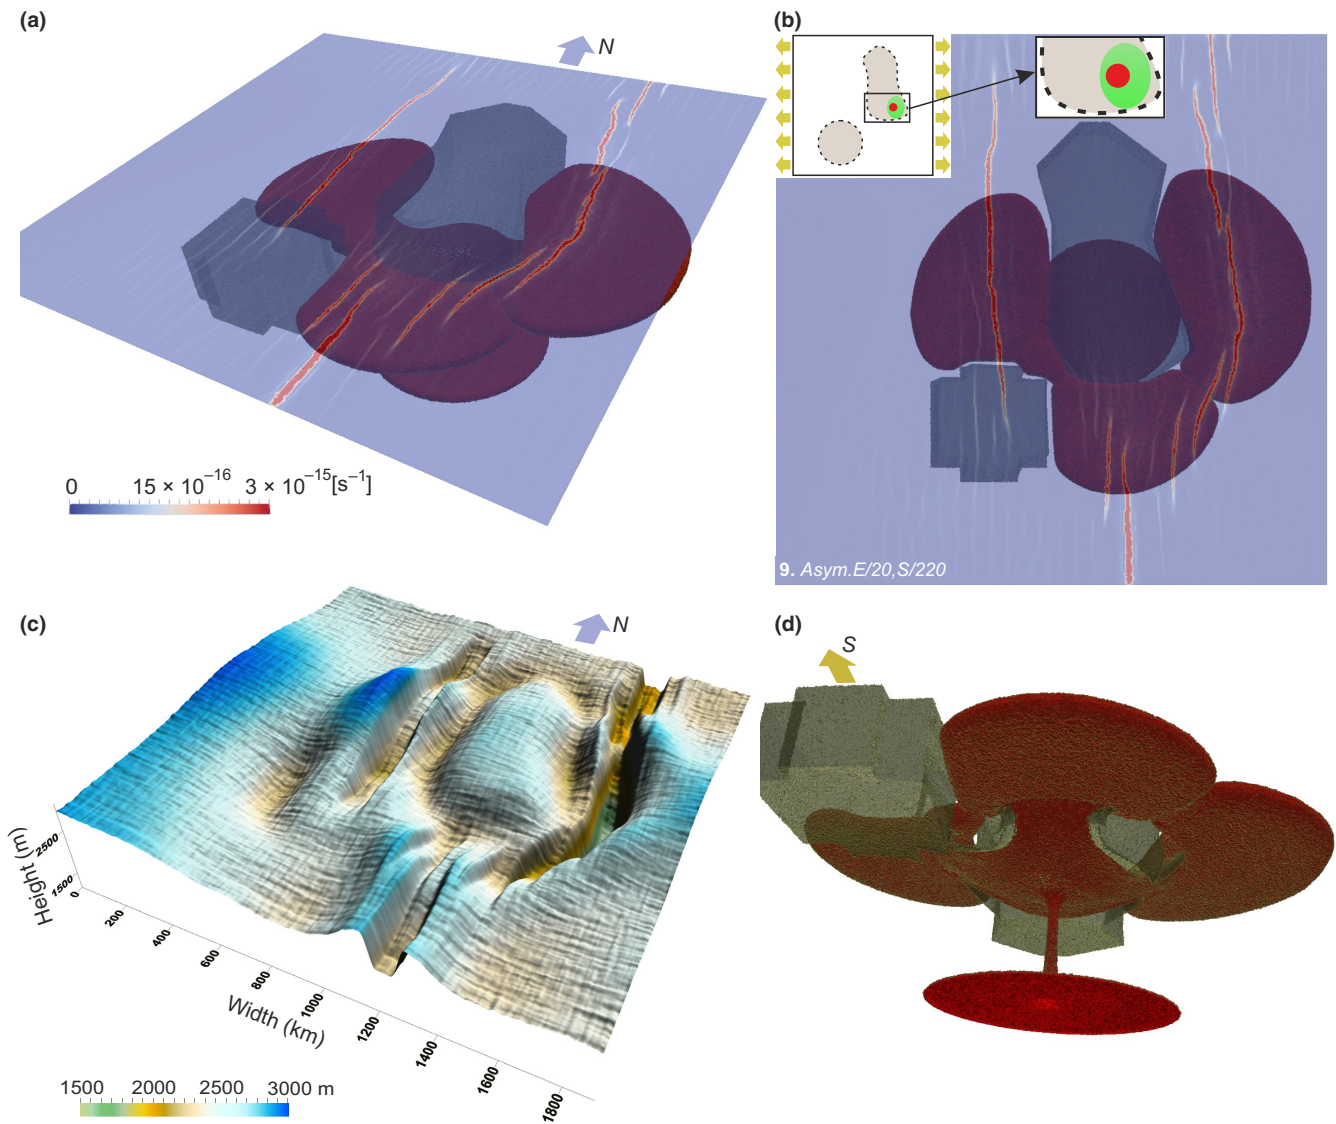 (a)
N
0 15 × 10⁻¹⁶ 3 × 10⁻¹⁵[s⁻¹]
(b)
9. Asym.E/20,S/220
(c)
N
Height (m)
2500
1500
0
200
400
600
800
1000
1200
1400
1600
1800
Width (km)
1500 2000 2500 3000 m
(d)
S